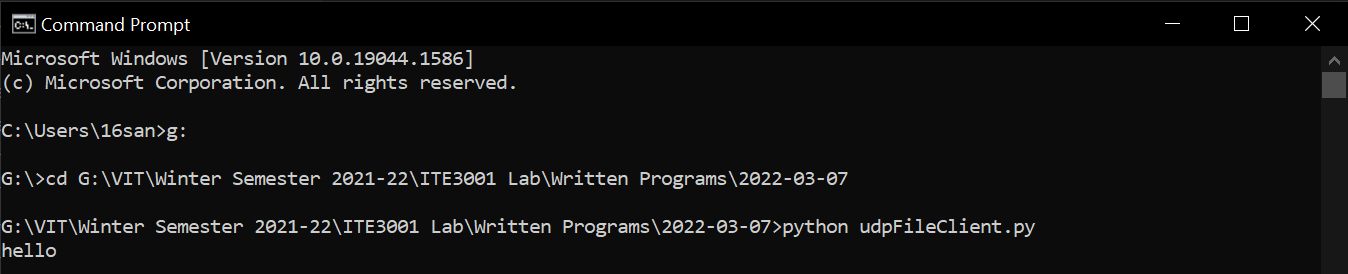 Command Prompt
Microsoft Windows [Version 10.0.19044.1586]
(c) Microsoft Corporation. All rights reserved.
C:\Users\16san>g:
G:\>cd G:\VIT\Winter Semester 2021-22\ITE3001 Lab\Written Programs\2022-03-07
G:\VIT\Winter Semester 2021-22\ITE3001 Lab\Written Programs\2022-03-07>python udpFileClient.py
hello